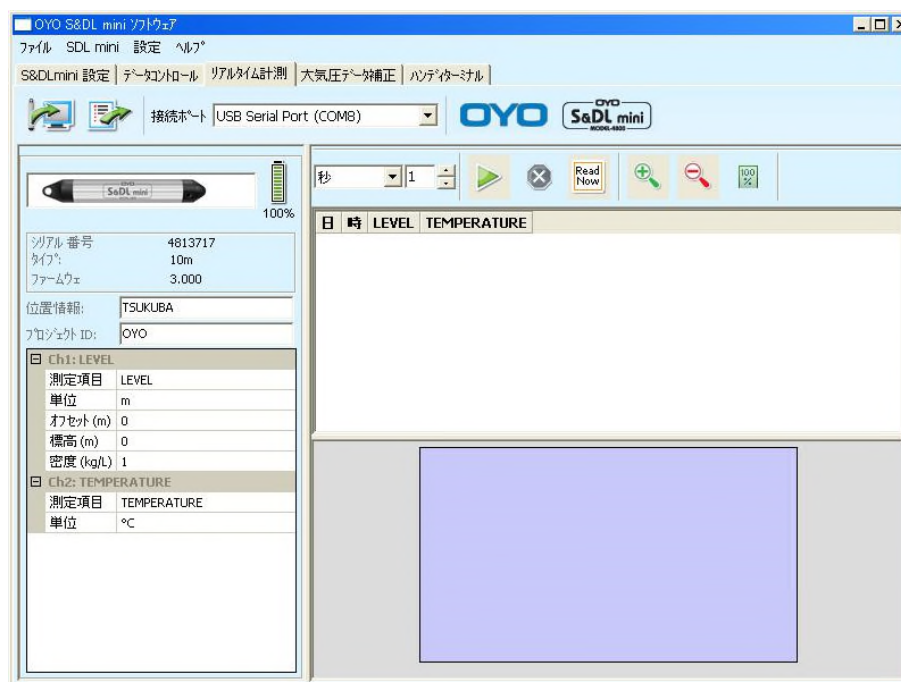 OYO S&DL mini ソフトウェア
ファイル SDL mini 設定 ヘルプ
S&DLmini 設定 データコントロール リアルタイム計測 大気圧データ補正 ハンディターミナル
接続ポート USB Serial Port (COM8) OYO OYO S&DL mini MODEL-4800
秒 1 Read Now 100 %
OYO S&DL mini
100%
日 時 LEVEL TEMPERATURE
シリアル 番号 4813717
タイプ: 10m
ファームウェ 3.000
位置情報: TSUKUBA
プロジェクト ID: OYO
Ch1: LEVEL
測定項目 LEVEL
単位 m
オフセット (m) 0
標高 (m) 0
密度 (kg/L) 1
Ch2: TEMPERATURE
測定項目 TEMPERATURE
単位 °C